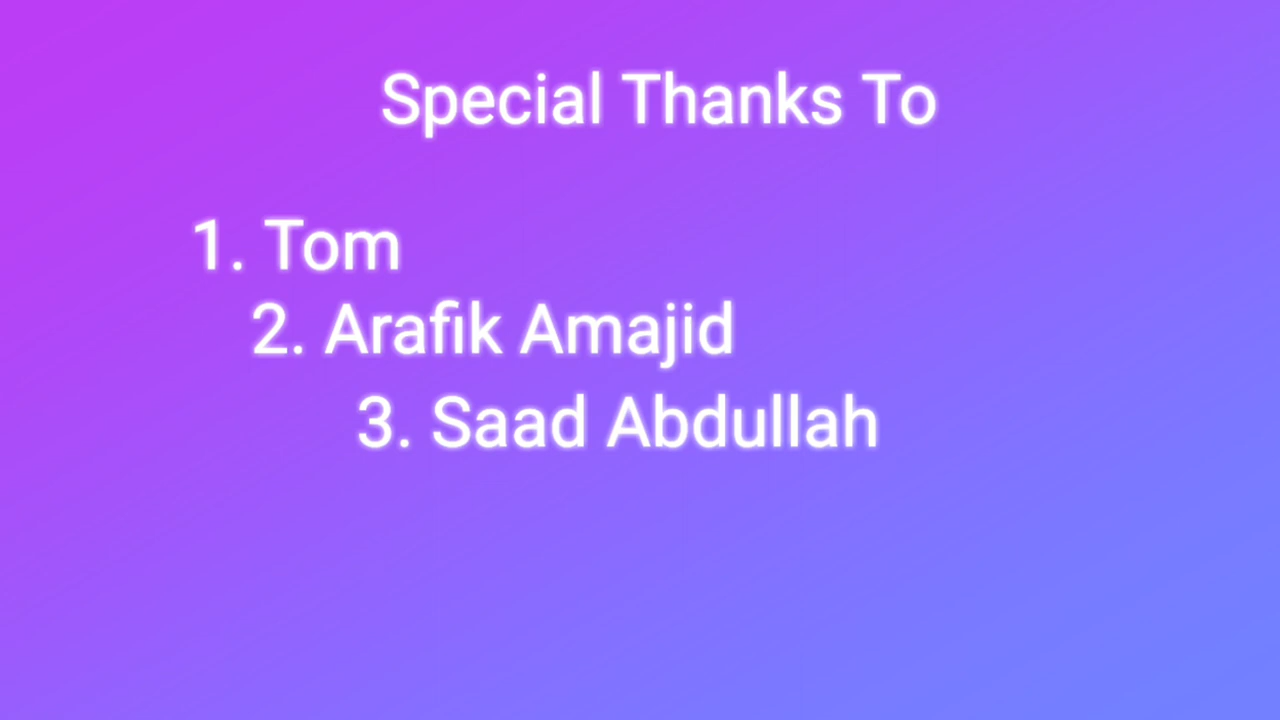 Special Thanks To
1. Tom
2. Arafik Amajid
3. Saad Abdullah